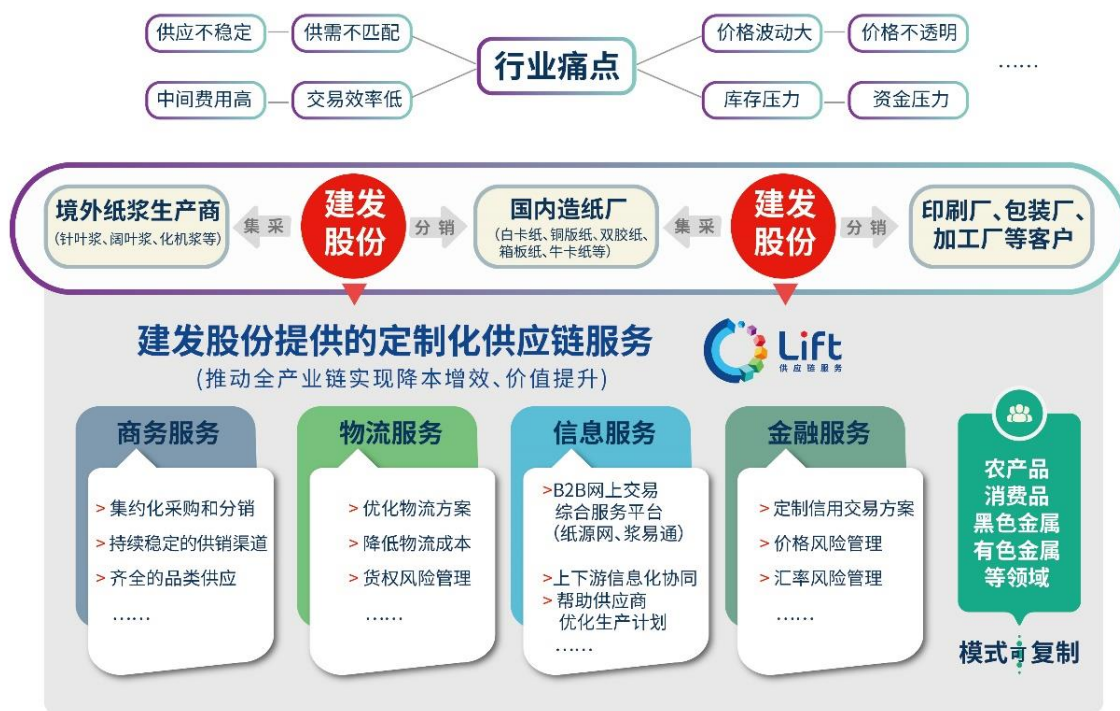 供应不稳定
供需不匹配
行业痛点
价格波动大
价格不透明
……
中间费用高
交易效率低
库存压力
资金压力
境外纸浆生产商
(针叶浆、阔叶浆、化机浆等)
集采
建发
股份
分销
国内造纸厂
(白卡纸、铜版纸、双胶纸、
箱板纸、牛卡纸等)
集采
建发
股份
分销
印刷厂、包装厂、
加工厂等客户
建发股份提供的定制化供应链服务
(推动全产业链实现降本增效、价值提升)
Lift
供应链服务
商务服务
> 集约化采购和分销
> 持续稳定的供销渠道
> 齐全的品类供应
……
物流服务
> 优化物流方案
> 降低物流成本
> 货权风险管理
……
信息服务
>B2B网上交易
综合服务平台
(纸源网、浆易通)
>上下游信息化协同
> 帮助供应商
优化生产计划
……
金融服务
> 定制信用交易方案
> 价格风险管理
> 汇率风险管理
……
农产品
消费品
黑色金属
有色金属
等领域
模式可复制